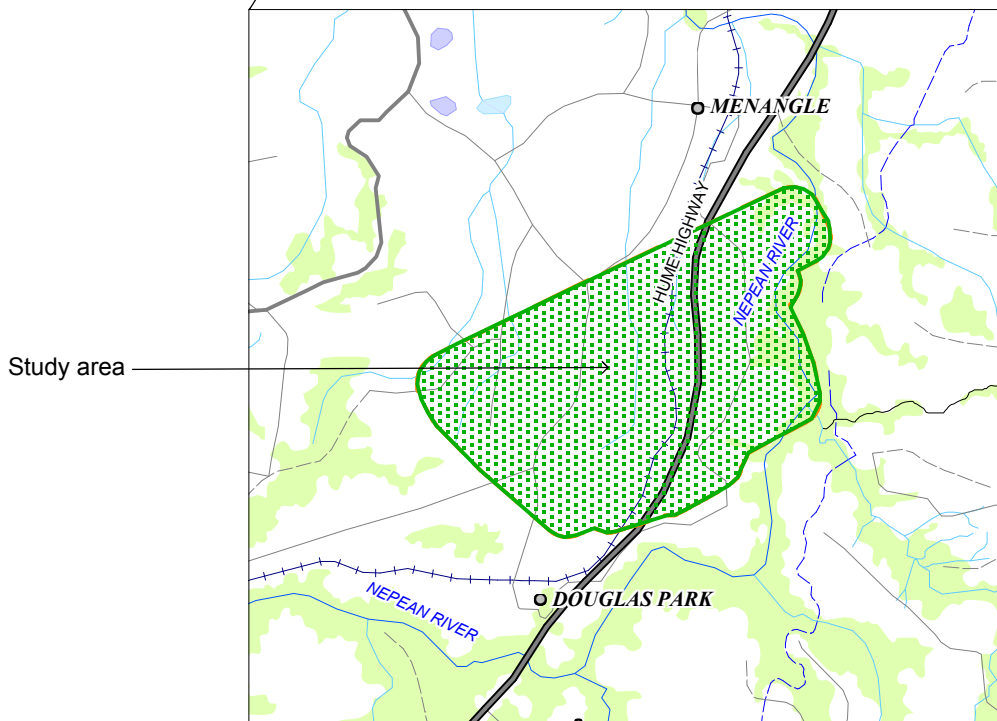 MENANGLE
HUME HIGHWAY
NEPEAN RIVER
Study area
DOUGLAS PARK
NEPEAN RIVER